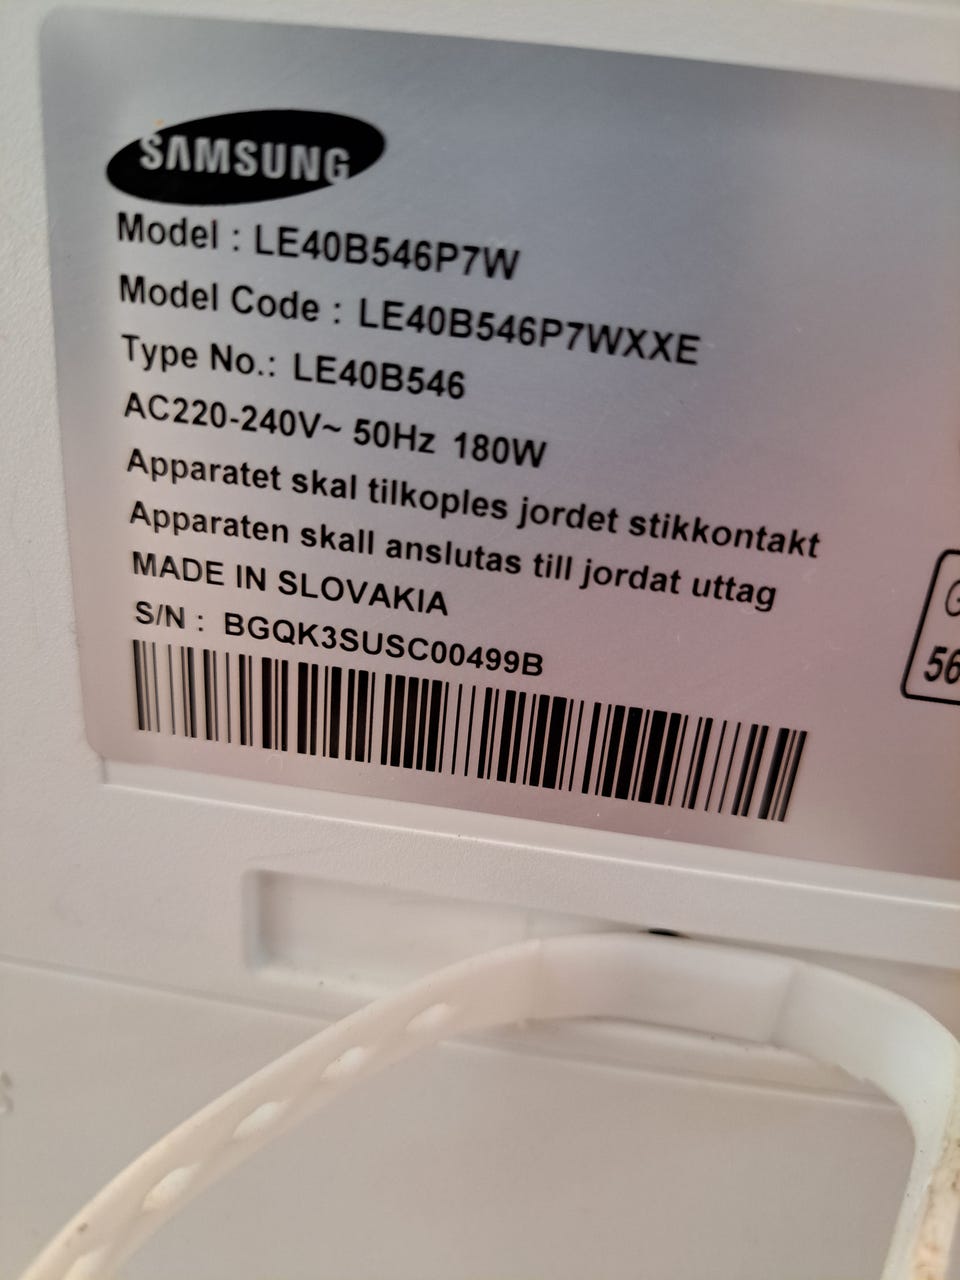 SAMSUNG
Model : LE40B546P7W
Model Code : LE40B546P7WXXE
Type No.: LE40B546
AC220-240V~ 50Hz 180W
Apparatet skal tilkoples jordet stikkontakt
Apparaten skall anslutas till jordat uttag
MADE IN SLOVAKIA
S/N : BGQK3SUSC00499B
56